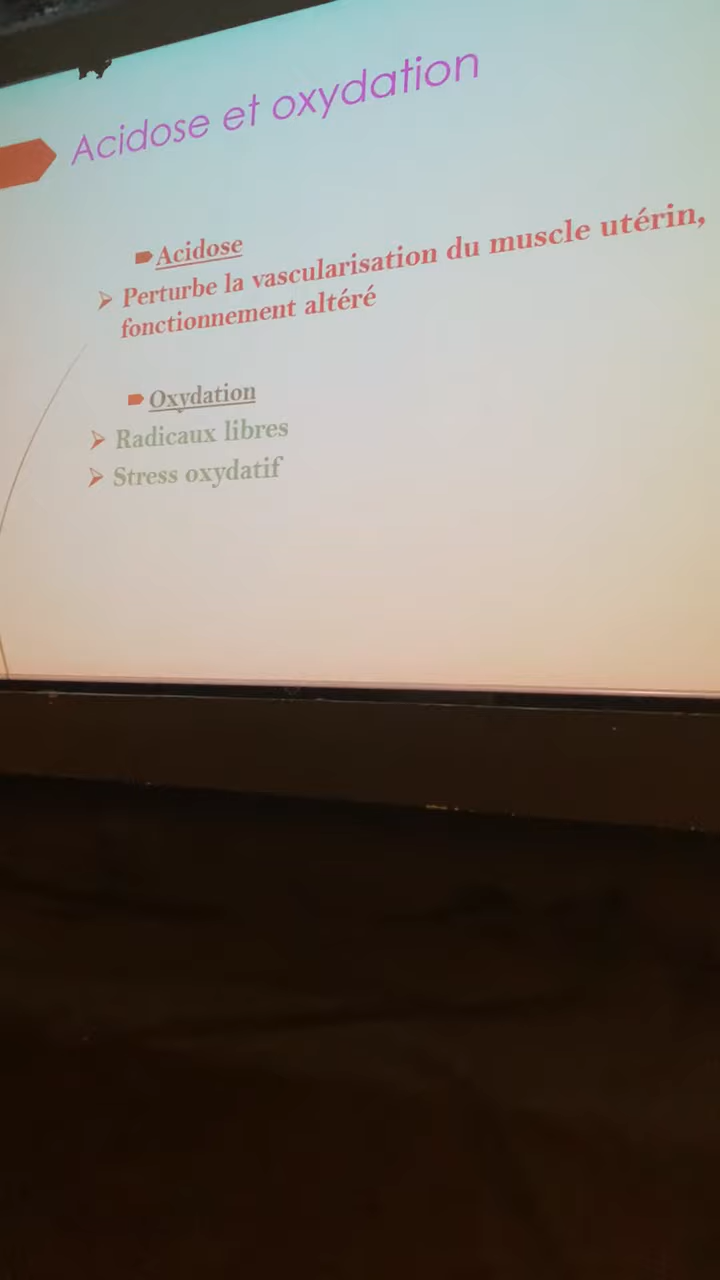 Acidose et oxydation
Acidose
Perturbe la vascularisation du muscle utérin,
fonctionnement altéré
Oxydation
Radicaux libres
Stress oxydatif